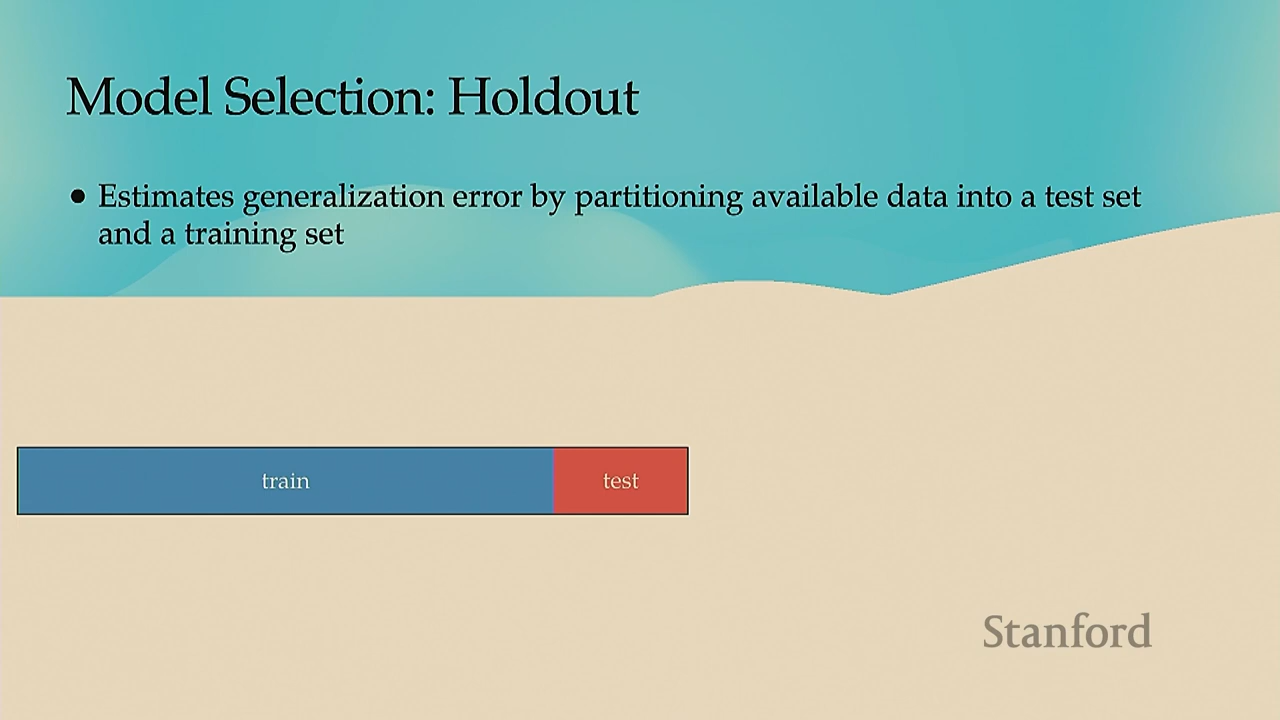 Model Selection: Holdout
• Estimates generalization error by partitioning available data into a test set
and a training set
train
test
Stanford